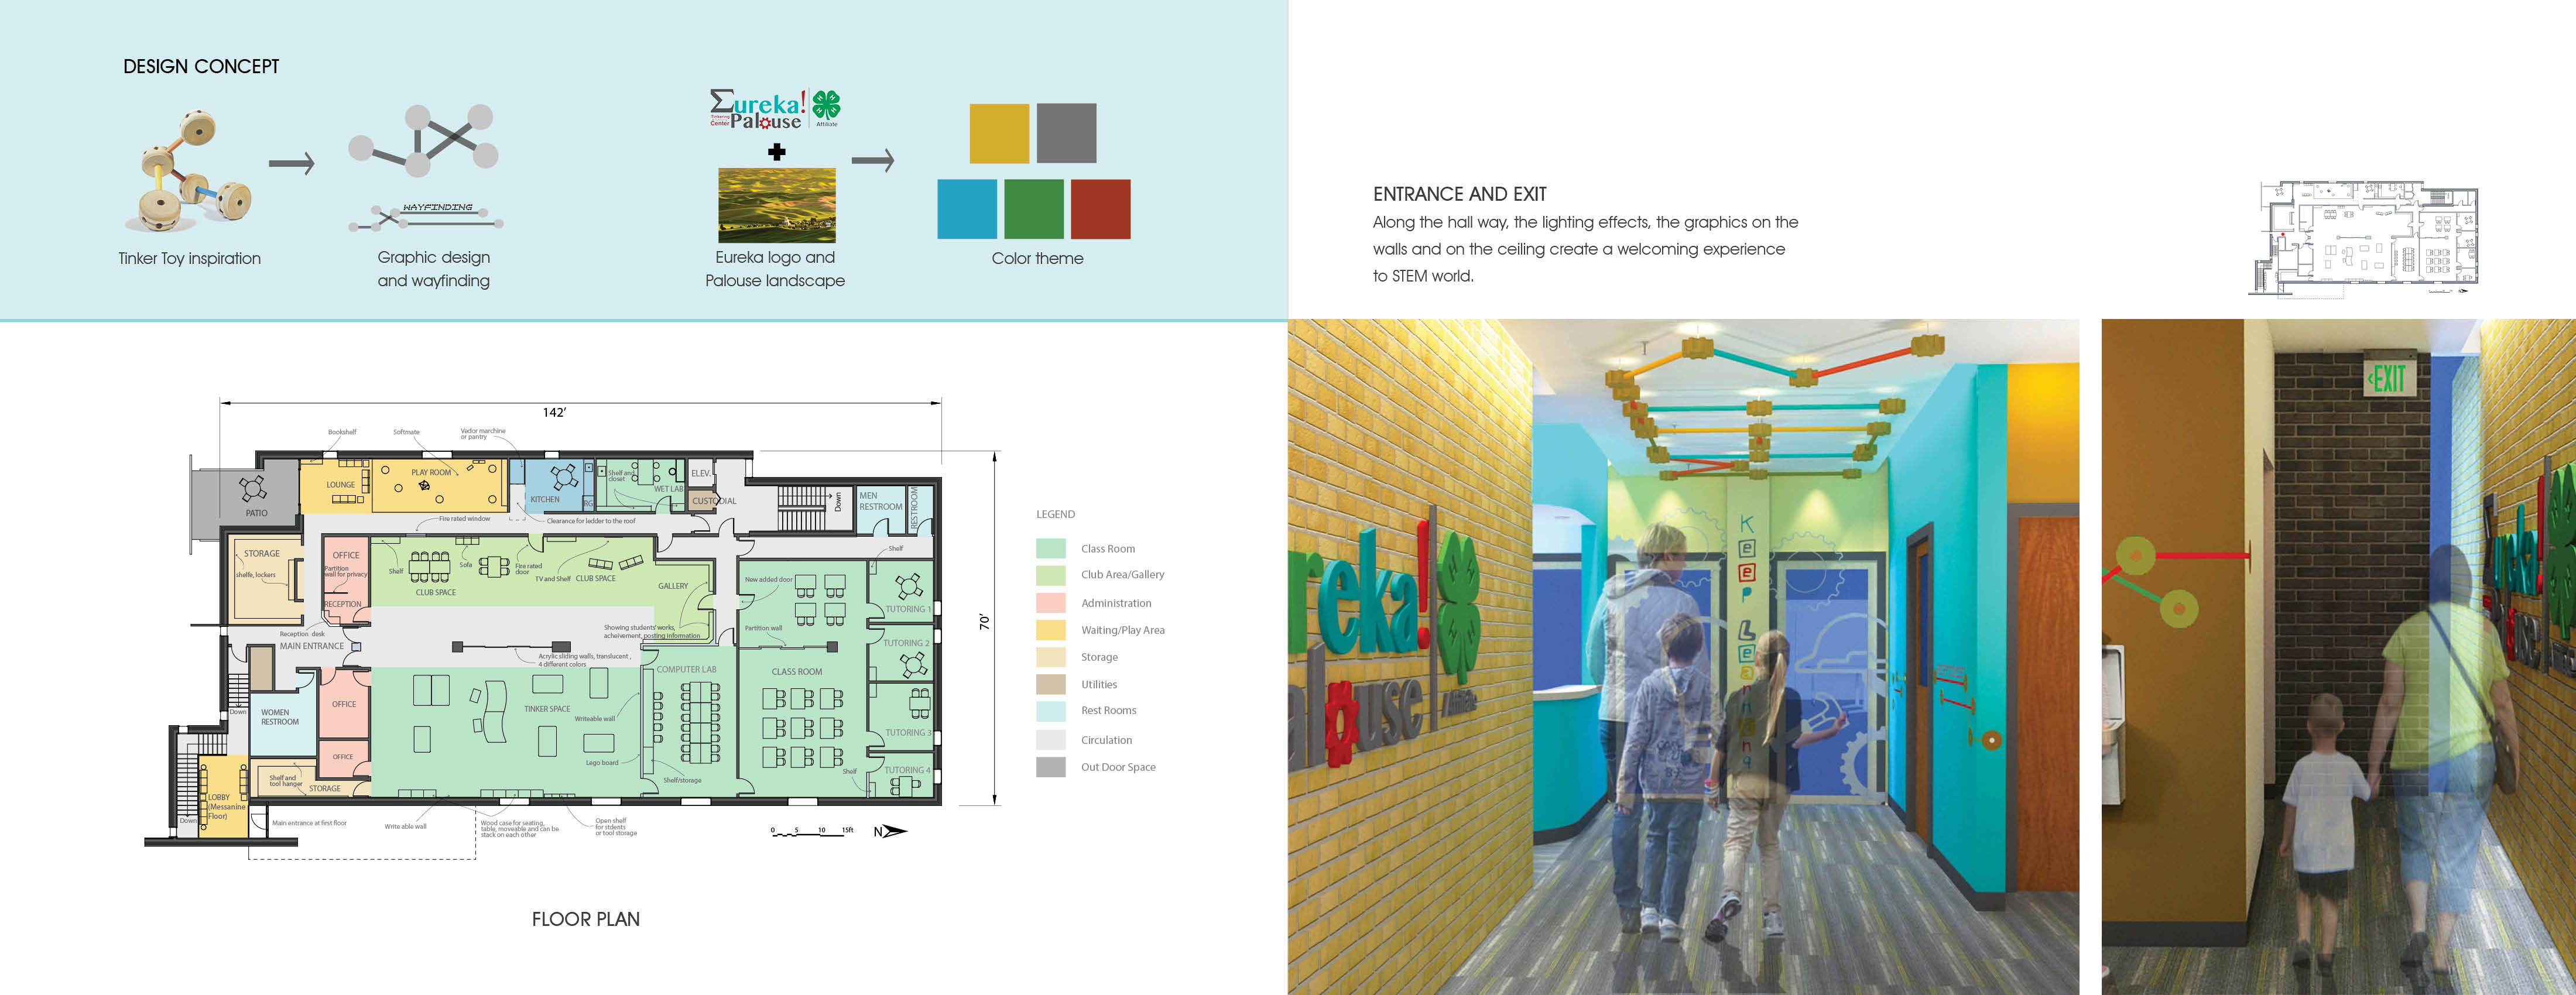 DESIGN CONCEPT
Eureka!
Tinkering
Center
Palouse
Affiliate
WAYFINDING
Tinker Toy inspiration
Graphic design
and wayfinding
Eureka logo and
Palouse landscape
Color theme
ENTRANCE AND EXIT
Along the hall way, the lighting effects, the graphics on the
walls and on the ceiling create a welcoming experience
to STEM world.
142'
Bookshelf
Softmate
Vador marchine
or pantry
LOUNGE
PLAY ROOM
KITCHEN
Shelf and
closet
WET LAB
ELEV.
CUSTODIAL
Down
MEN
RESTROOM
RESTROOM
PATIO
Fire rated window
Clearance for ledder to the roof
STORAGE
shelfe, lockers
OFFICE
Partition
wall for privacy
RECEPTION
Shelf
Sofa
CLUB SPACE
Fire rated
door
TV and Shelf
CLUB SPACE
GALLERY
New added door
Shelf
TUTORING 1
Showing students' works,
acheivement, posting information
Partition wall
Reception desk
MAIN ENTRANCE
Acrylic sliding walls, translucent,
4 different colors
COMPUTER LAB
CLASS ROOM
TUTORING 2
TINKER SPACE
Writeable wall
OFFICE
WOMEN
RESTROOM
Down
TUTORING 3
OFFICE
Lego board
Shelf/storage
Shelf
TUTORING 4
Shelf and
tool hanger
STORAGE
LOBBY
(Messanine
Floor)
Down
Main entrance at first floor
Write able wall
Wood case for seating,
table, moveable and can be
stack on each other
Open shelf
for stdents
or tool storage
0 5 10 15ft
N
70'
FLOOR PLAN
LEGEND
Class Room
Club Area/Gallery
Administration
Waiting/Play Area
Storage
Utilities
Rest Rooms
Circulation
Out Door Space
reka!
alouse
Affiliate
Keep Learning
EXIT